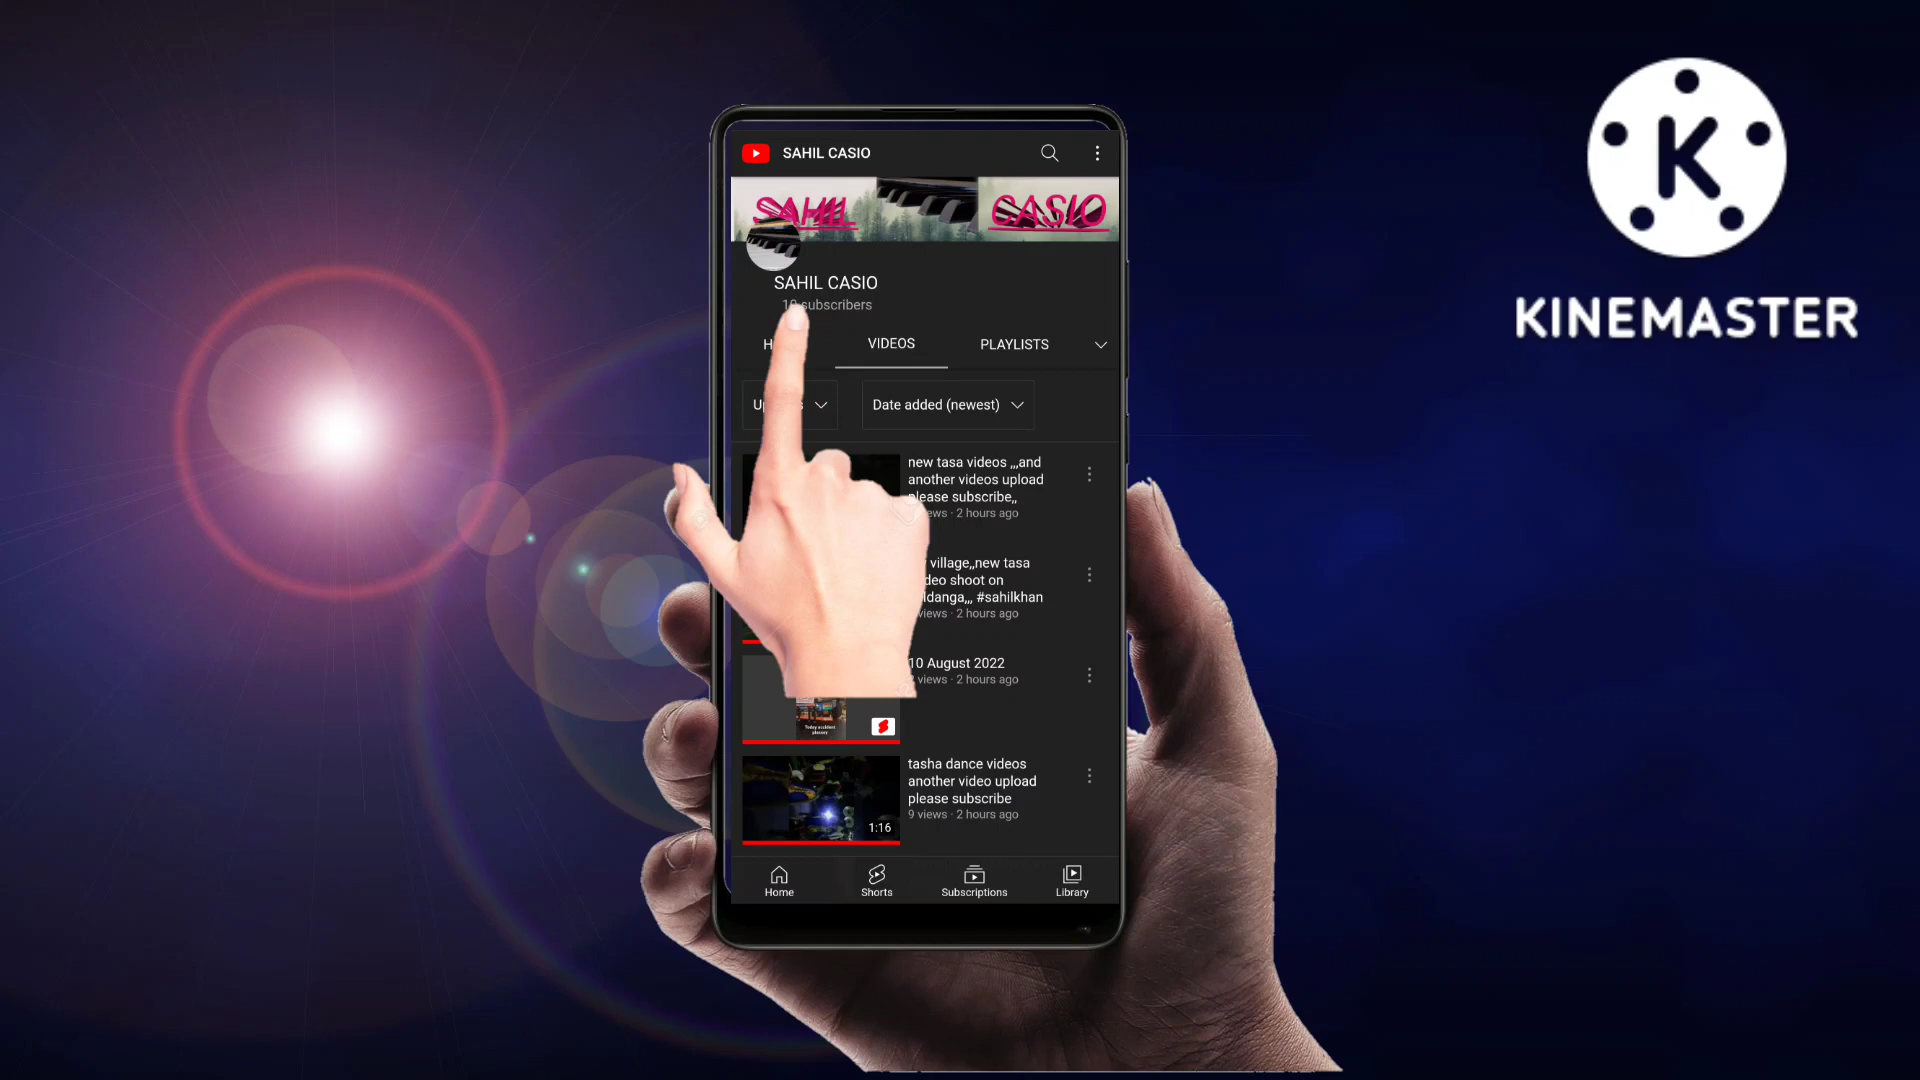 SAHIL CASIO
SAHIL CASIO
SAHIL CASIO
subscribers
VIDEOS PLAYLISTS
Date added (newest)
new tasa videos ,,,and
another videos upload
please subscribe,,
2 hours ago
village,,new tasa
shoot on
#sahilkhan
views · 2 hours ago
10 August 2022
views · 2 hours ago
tasha dance videos
another video upload
please subscribe
9 views · 2 hours ago
1:16
Home Shorts Subscriptions Library
K
KINEMASTER